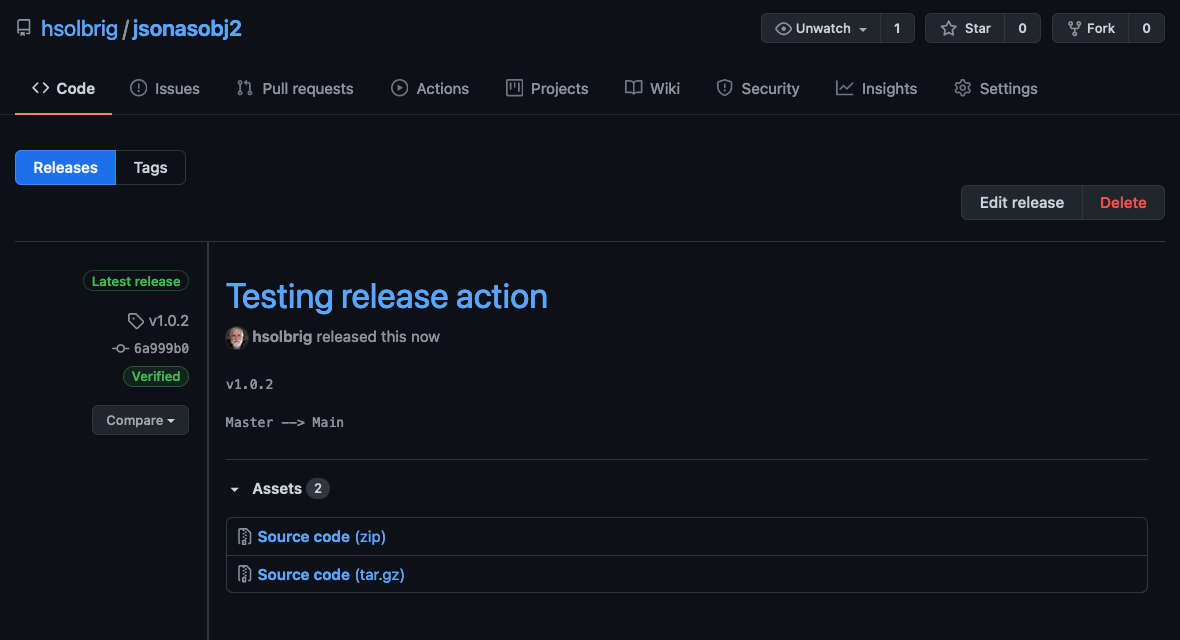 hsolbrig / jsonasobj2
Unwatch 1 Star 0 Fork 0
Code Issues Pull requests Actions Projects Wiki Security Insights Settings
Releases Tags
Edit release Delete
Latest release
v1.0.2
6a999b0
Verified
Compare
Testing release action
hsolbrig released this now
v1.0.2
Master --> Main
Assets 2
Source code (zip)
Source code (tar.gz)